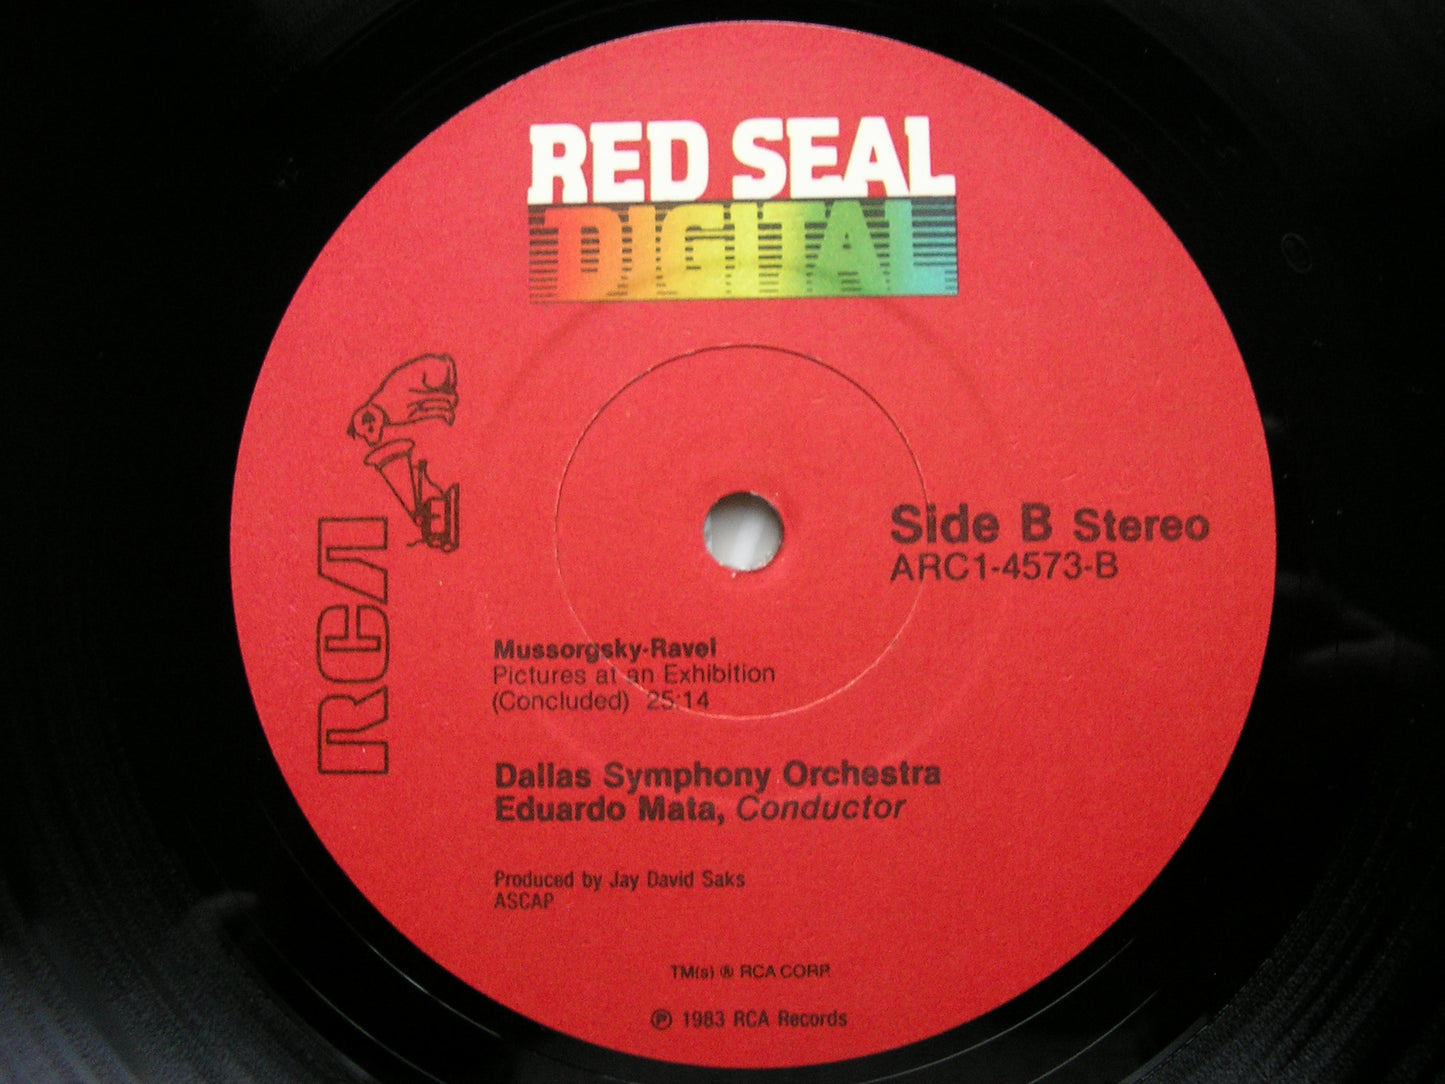 RED SEAL
DIGITAL
RCA
Side B Stereo
ARC1-4573-B
Mussorgsky-Ravel
Pictures at an Exhibition
(Concluded) 25:14
Dallas Symphony Orchestra
Eduardo Mata, Conductor
Produced by Jay David Saks
ASCAP
TM(s) ® RCA CORP.
℗ 1983 RCA Records